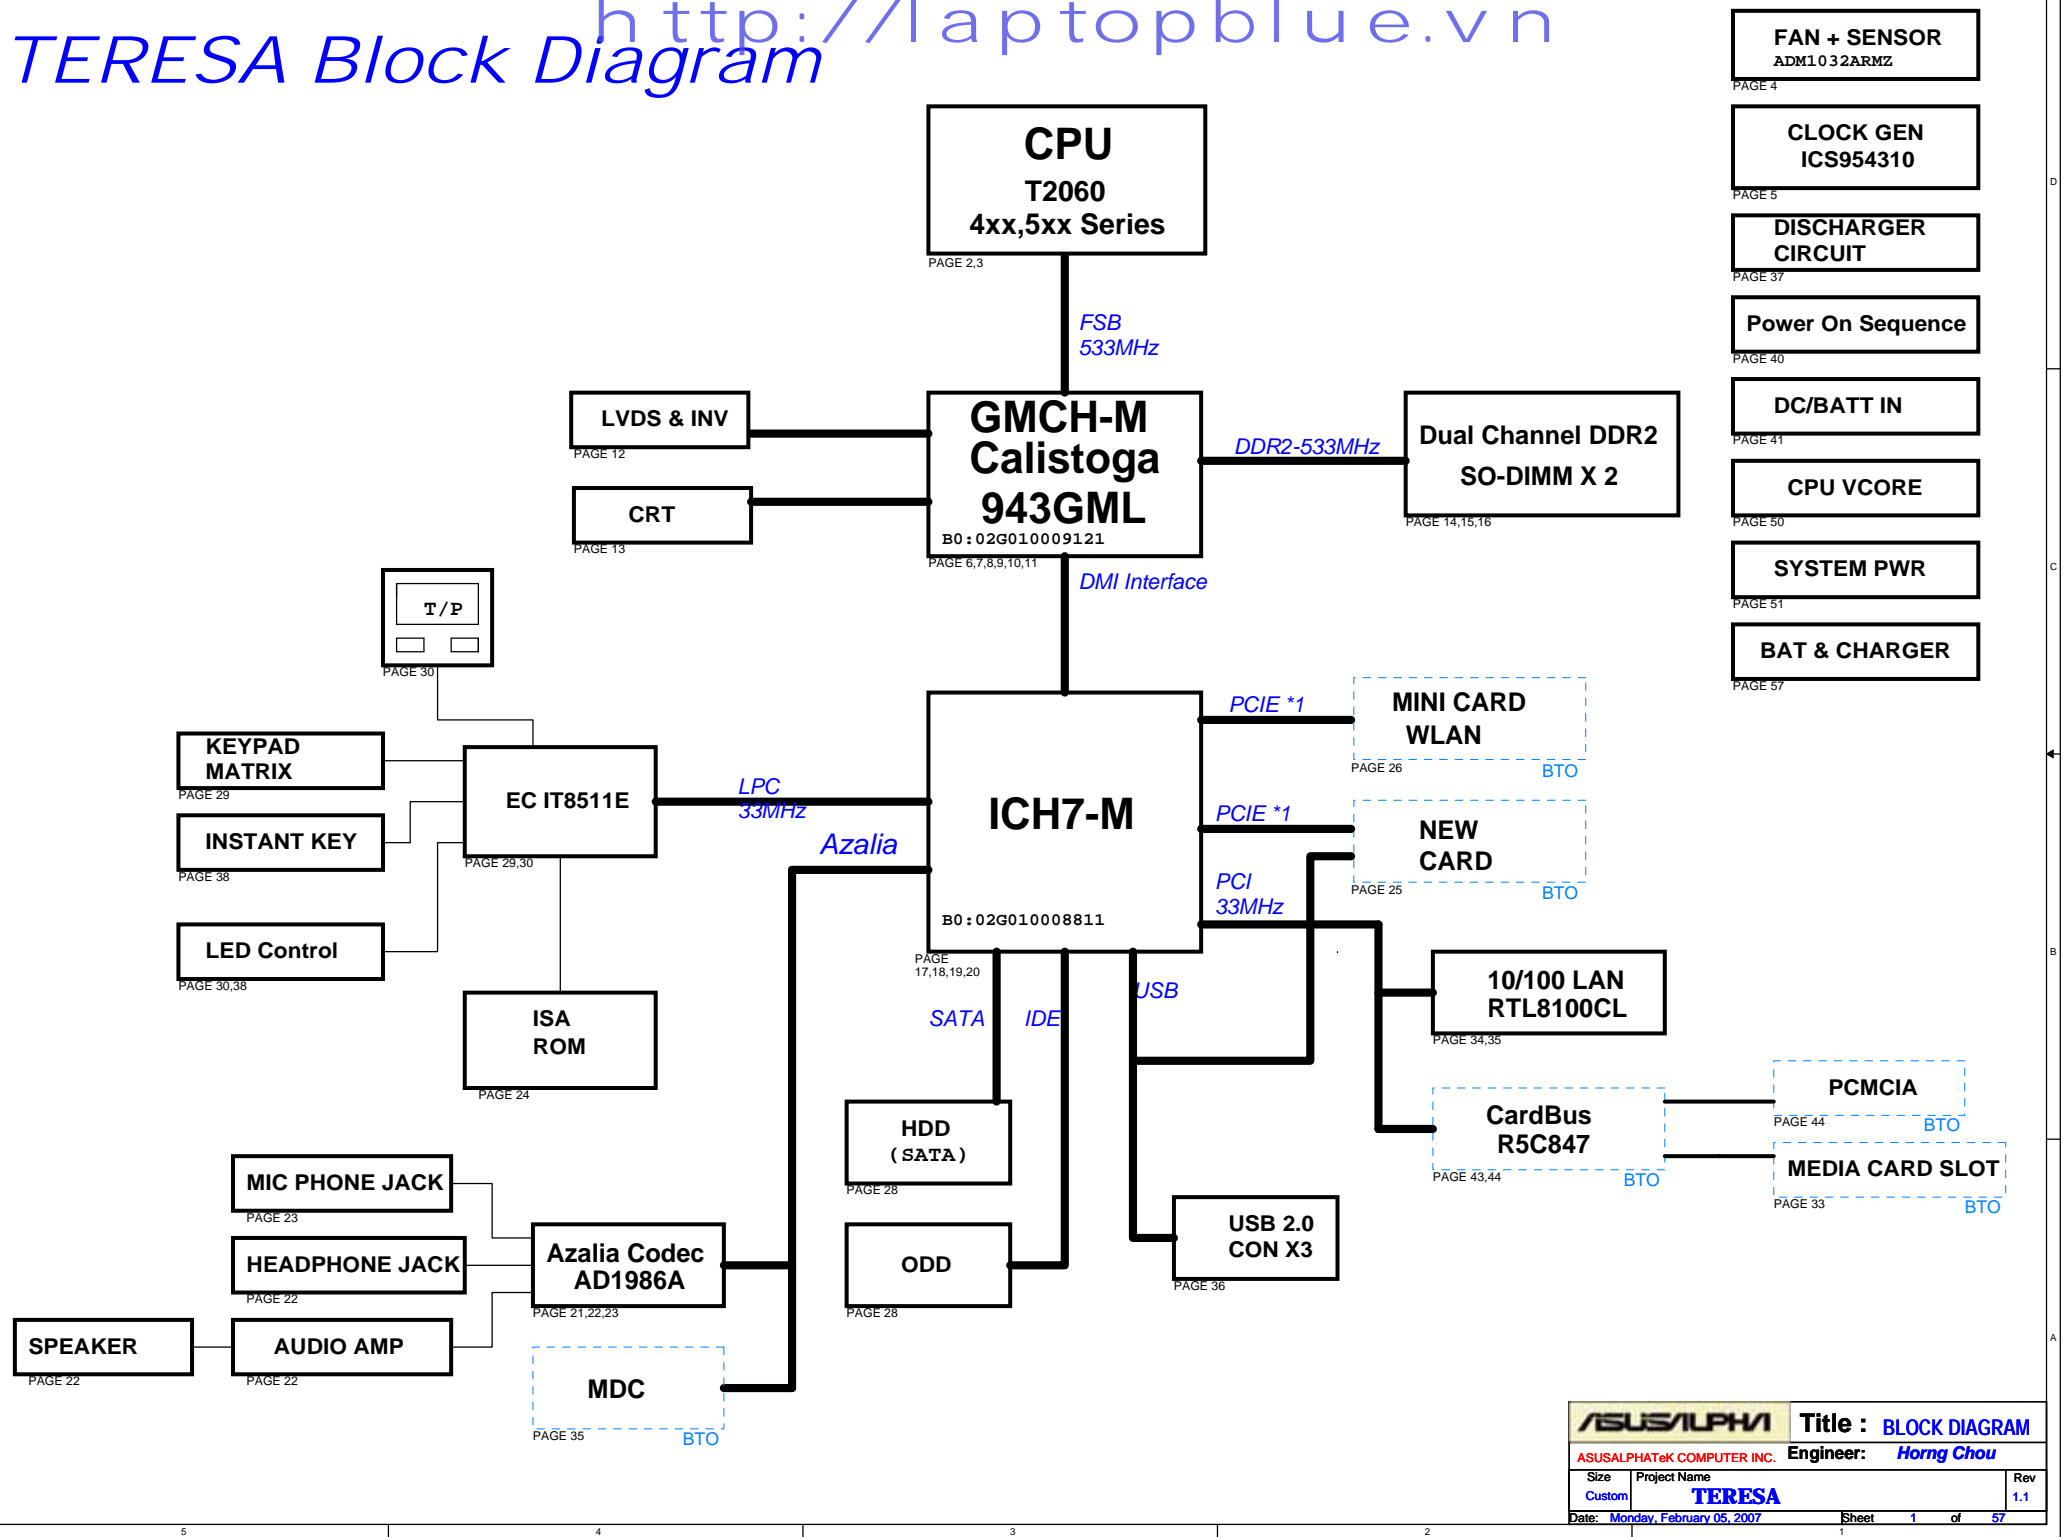 http://laptopblue.vn
TERESA Block Diagram
FAN + SENSOR
ADM1032ARMZ
PAGE 4
CPU
T2060
4xx,5xx Series
PAGE 2,3
CLOCK GEN
ICS954310
PAGE 5
DISCHARGER
CIRCUIT
PAGE 37
Power On Sequence
PAGE 40
DC/BATT IN
PAGE 41
CPU VCORE
PAGE 50
SYSTEM PWR
PAGE 51
BAT & CHARGER
PAGE 57
FSB
533MHz
LVDS & INV
PAGE 12
CRT
PAGE 13
GMCH-M
Calistoga
943GML
B0:02G010009121
PAGE 6,7,8,9,10,11
DDR2-533MHz
Dual Channel DDR2
SO-DIMM X 2
PAGE 14,15,16
DMI Interface
T/P
PAGE 30
KEYPAD
MATRIX
PAGE 29
INSTANT KEY
PAGE 38
LED Control
PAGE 30,38
EC IT8511E
PAGE 29,30
ISA
ROM
PAGE 24
LPC
33MHz
Azalia
ICH7-M
B0:02G010008811
PAGE
17,18,19,20
PCIE *1
MINI CARD
WLAN
PAGE 26
BTO
PCIE *1
NEW
CARD
PAGE 25
BTO
PCI
33MHz
10/100 LAN
RTL8100CL
PAGE 34,35
SATA
IDE
USB
CardBus
R5C847
PAGE 43,44
BTO
PCMCIA
PAGE 44
BTO
MEDIA CARD SLOT
PAGE 33
BTO
HDD
(SATA)
PAGE 28
ODD
PAGE 28
USB 2.0
CON X3
PAGE 36
MIC PHONE JACK
PAGE 23
HEADPHONE JACK
PAGE 22
SPEAKER
PAGE 22
AUDIO AMP
PAGE 22
Azalia Codec
AD1986A
PAGE 21,22,23
MDC
PAGE 35
BTO
ASUSALPHA
Title : BLOCK DIAGRAM
ASUSALPHATeK COMPUTER INC.
Engineer: Horng Chou
Size
Project Name
Rev
Custom
TERESA
1.1
Date: Monday, February 05, 2007
Sheet 1 of 57
D
C
B
A
5
4
3
2
1